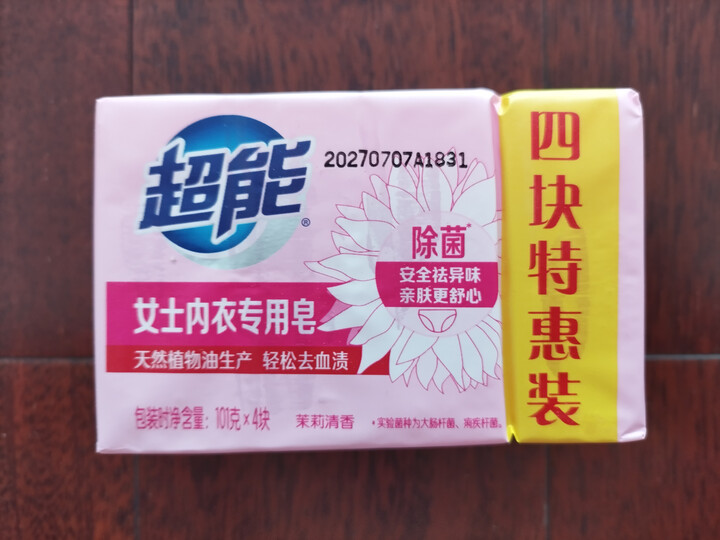 超能®
20270707A1831
除菌*
安全祛异味
亲肤更舒心
女士内衣专用皂
天然植物油生产 轻松去血渍
包装时净含量：101克×4块
茉莉清香
*实验菌种为大肠杆菌、痢疾杆菌。
四块特惠装